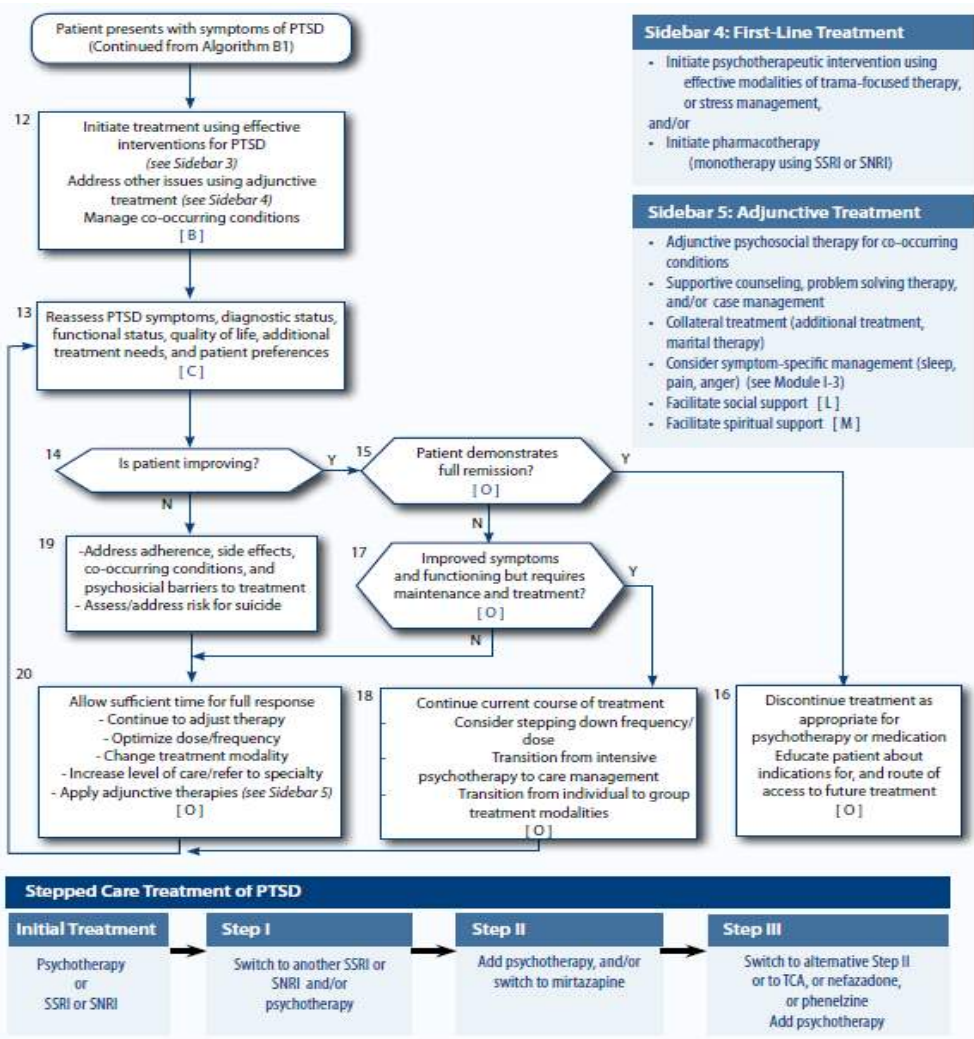 Patient presents with symptoms of PTSD
(Continued from Algorithm B1)
12
Initiate treatment using effective
interventions for PTSD
(see Sidebar 3)
Address other issues using adjunctive
treatment (see Sidebar 4)
Manage co-occurring conditions
[ B ]
13
Reassess PTSD symptoms, diagnostic status,
functional status, quality of life, additional
treatment needs, and patient preferences
[ C ]
14
Is patient improving?
Y
N
15
Patient demonstrates
full remission?
[ O ]
Y
N
19
-Address adherence, side effects,
co-occurring conditions, and
psychosicial barriers to treatment
- Assess/address risk for suicide
17
Improved symptoms
and functioning but requires
maintenance and treatment?
[ O ]
Y
N
20
Allow sufficient time for full response
- Continue to adjust therapy
- Optimize dose/frequency
- Change treatment modality
- Increase level of care/refer to specialty
- Apply adjunctive therapies (see Sidebar 5)
[ O ]
18
Continue current course of treatment
- Consider stepping down frequency/
dose
- Transition from intensive
psychotherapy to care management
- Transition from individual to group
treatment modalities
[ O ]
16
Discontinue treatment as
appropriate for
psychotherapy or medication
Educate patient about
indications for, and route of
access to future treatment
[ O ]
Sidebar 4: First-Line Treatment
• Initiate psychotherapeutic intervention using
effective modalities of trama-focused therapy,
or stress management,
and/or
• Initiate pharmacotherapy
(monotherapy using SSRI or SNRI)
Sidebar 5: Adjunctive Treatment
• Adjunctive psychosocial therapy for co-occurring
conditions
• Supportive counseling, problem solving therapy,
and/or case management
• Collateral treatment (additional treatment,
marital therapy)
• Consider symptom-specific management (sleep,
pain, anger) (see Module I-3)
• Facilitate social support [ L ]
• Facilitate spiritual support [ M ]
Stepped Care Treatment of PTSD
Initial Treatment
Psychotherapy
or
SSRI or SNRI
Step I
Switch to another SSRI or
SNRI and/or
psychotherapy
Step II
Add psychotherapy, and/or
switch to mirtazapine
Step III
Switch to alternative Step II
or to TCA, or nefazadone,
or phenelzine
Add psychotherapy